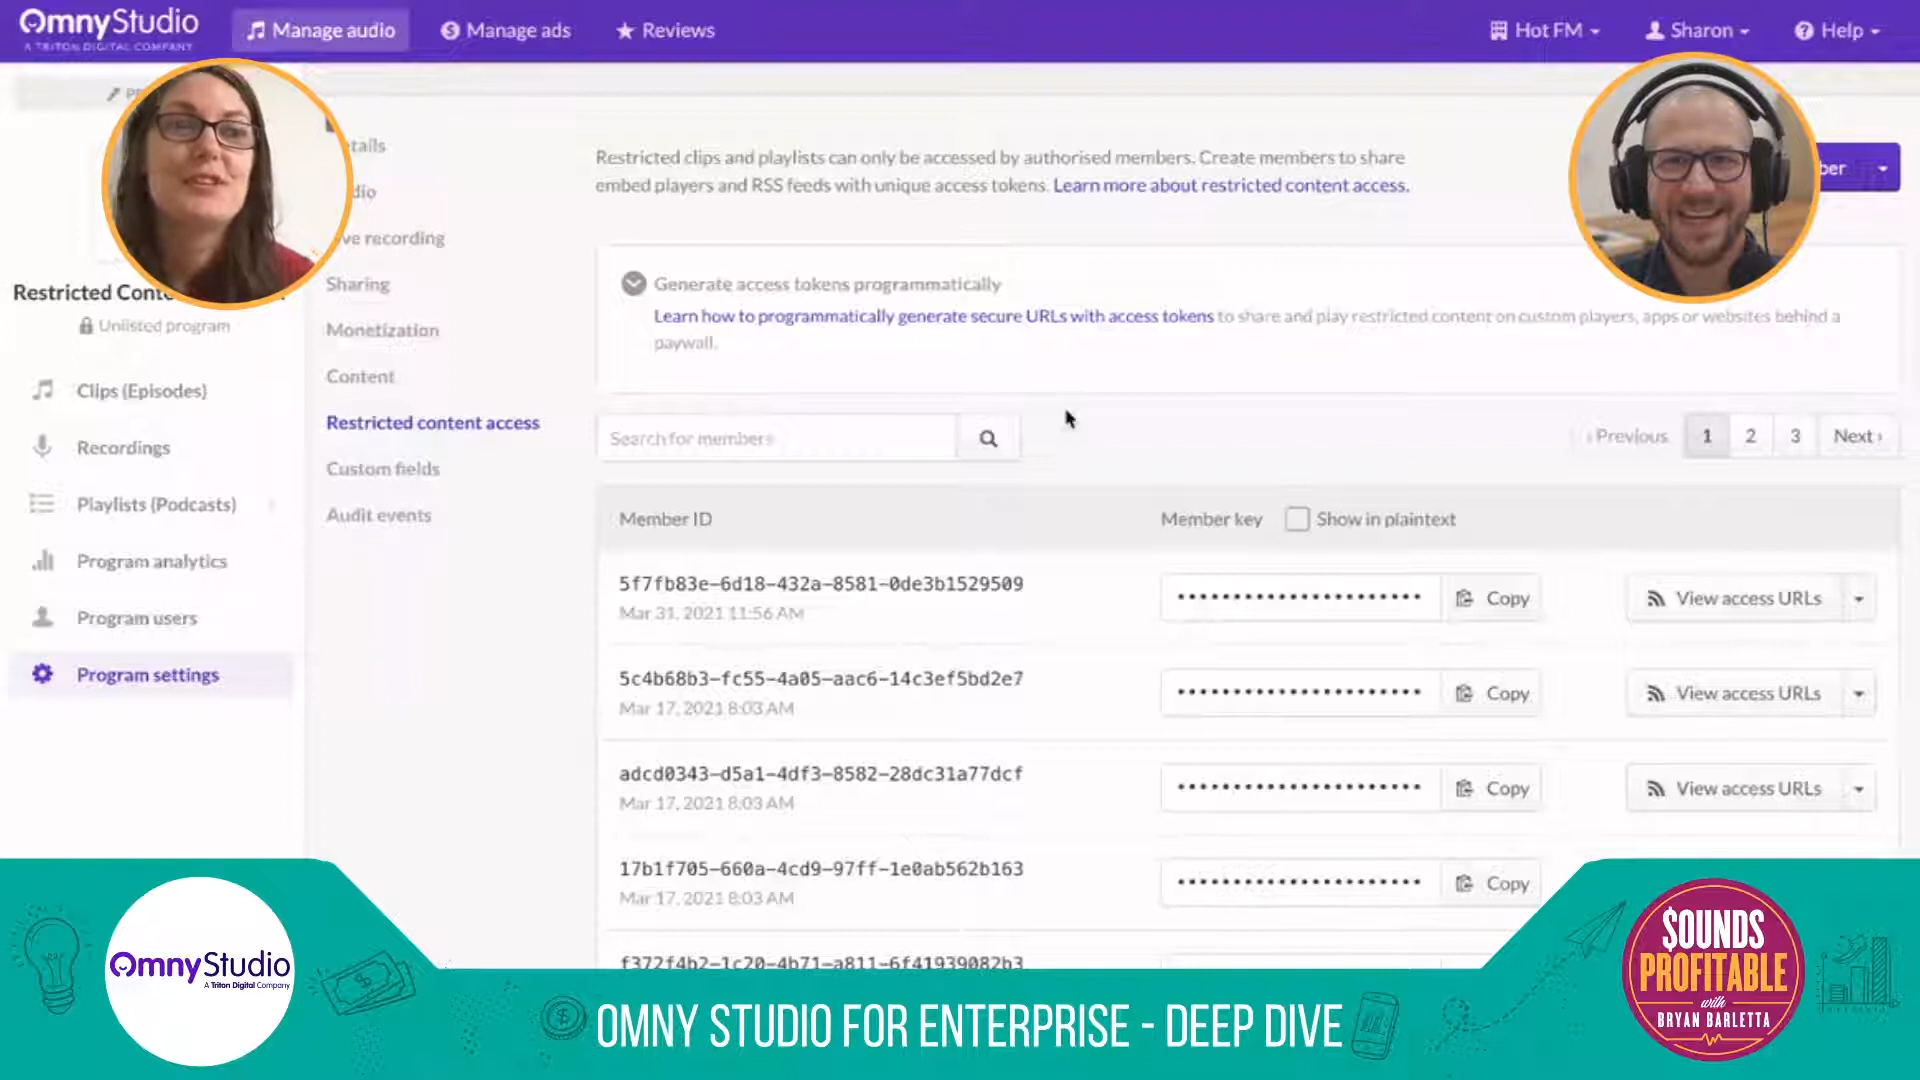 OmnyStudio
A TRITON DIGITAL COMPANY
Manage audio
Manage ads
Reviews
Hot FM
Sharon
Help
Restricted
Unlisted program
Clips (Episodes)
Recordings
Playlists (Podcasts)
Program analytics
Program users
Program settings
recording
Sharing
Monetization
Content
Restricted content access
Custom fields
Audit events
Restricted clips and playlists can only be accessed by authorised members. Create members to share
embed players and RSS feeds with unique access tokens. Learn more about restricted content access.
Generate access tokens programmatically
Learn how to programmatically generate secure URLs with access tokens to share and play restricted content on custom players, apps or websites behind a
paywall.
Search for members
‹ Previous 1 2 3 Next ›
Member ID
Member key
Show in plaintext
5f7fb83e-6d18-432a-8581-0de3b1529509
Mar 31, 2021 11:56 AM
Copy
View access URLs
5c4b68b3-fc55-4a05-aac6-14c3ef5bd2e7
Mar 17, 2021 8:03 AM
Copy
View access URLs
adcd0343-d5a1-4df3-8582-28dc31a77dcf
Mar 17, 2021 8:03 AM
Copy
View access URLs
17b1f705-660a-4cd9-97ff-1e0ab562b163
Mar 17, 2021 8:03 AM
Copy
f372f4b2-1c20-4b71-a811-6f41939082b3
OmnyStudio
A Triton Digital Company
OMNY STUDIO FOR ENTERPRISE - DEEP DIVE
$OUNDS
PROFITABLE
with
BRYAN BARLETTA